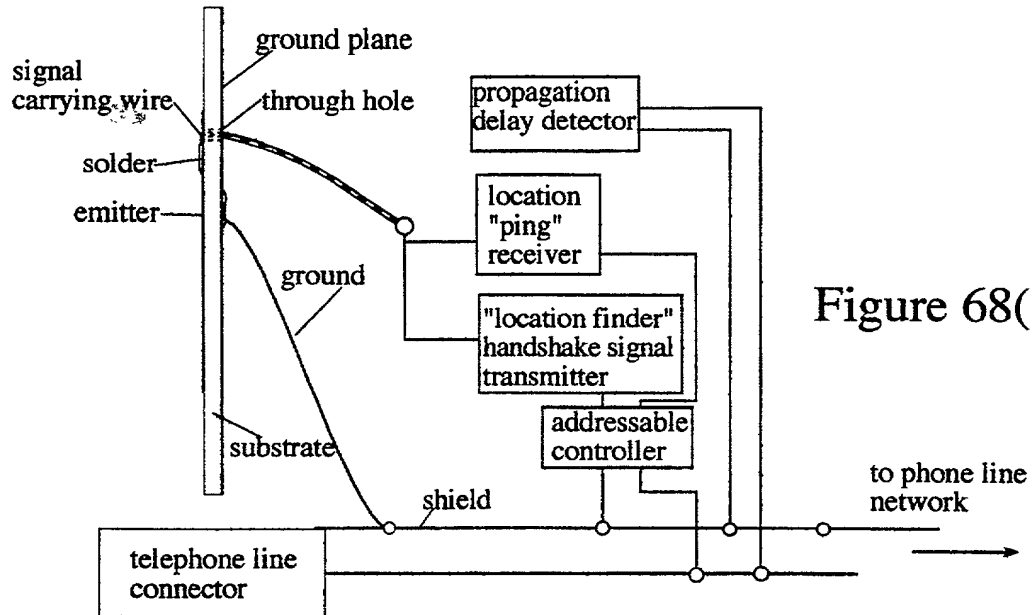 ground plane
signal
carrying wire
through hole
solder
emitter
propagation
delay detector
location
"ping"
receiver
ground
Figure 68(
"location finder"
handshake signal
transmitter
addressable
controller
substrate
to phone line
network
shield
telephone line
connector